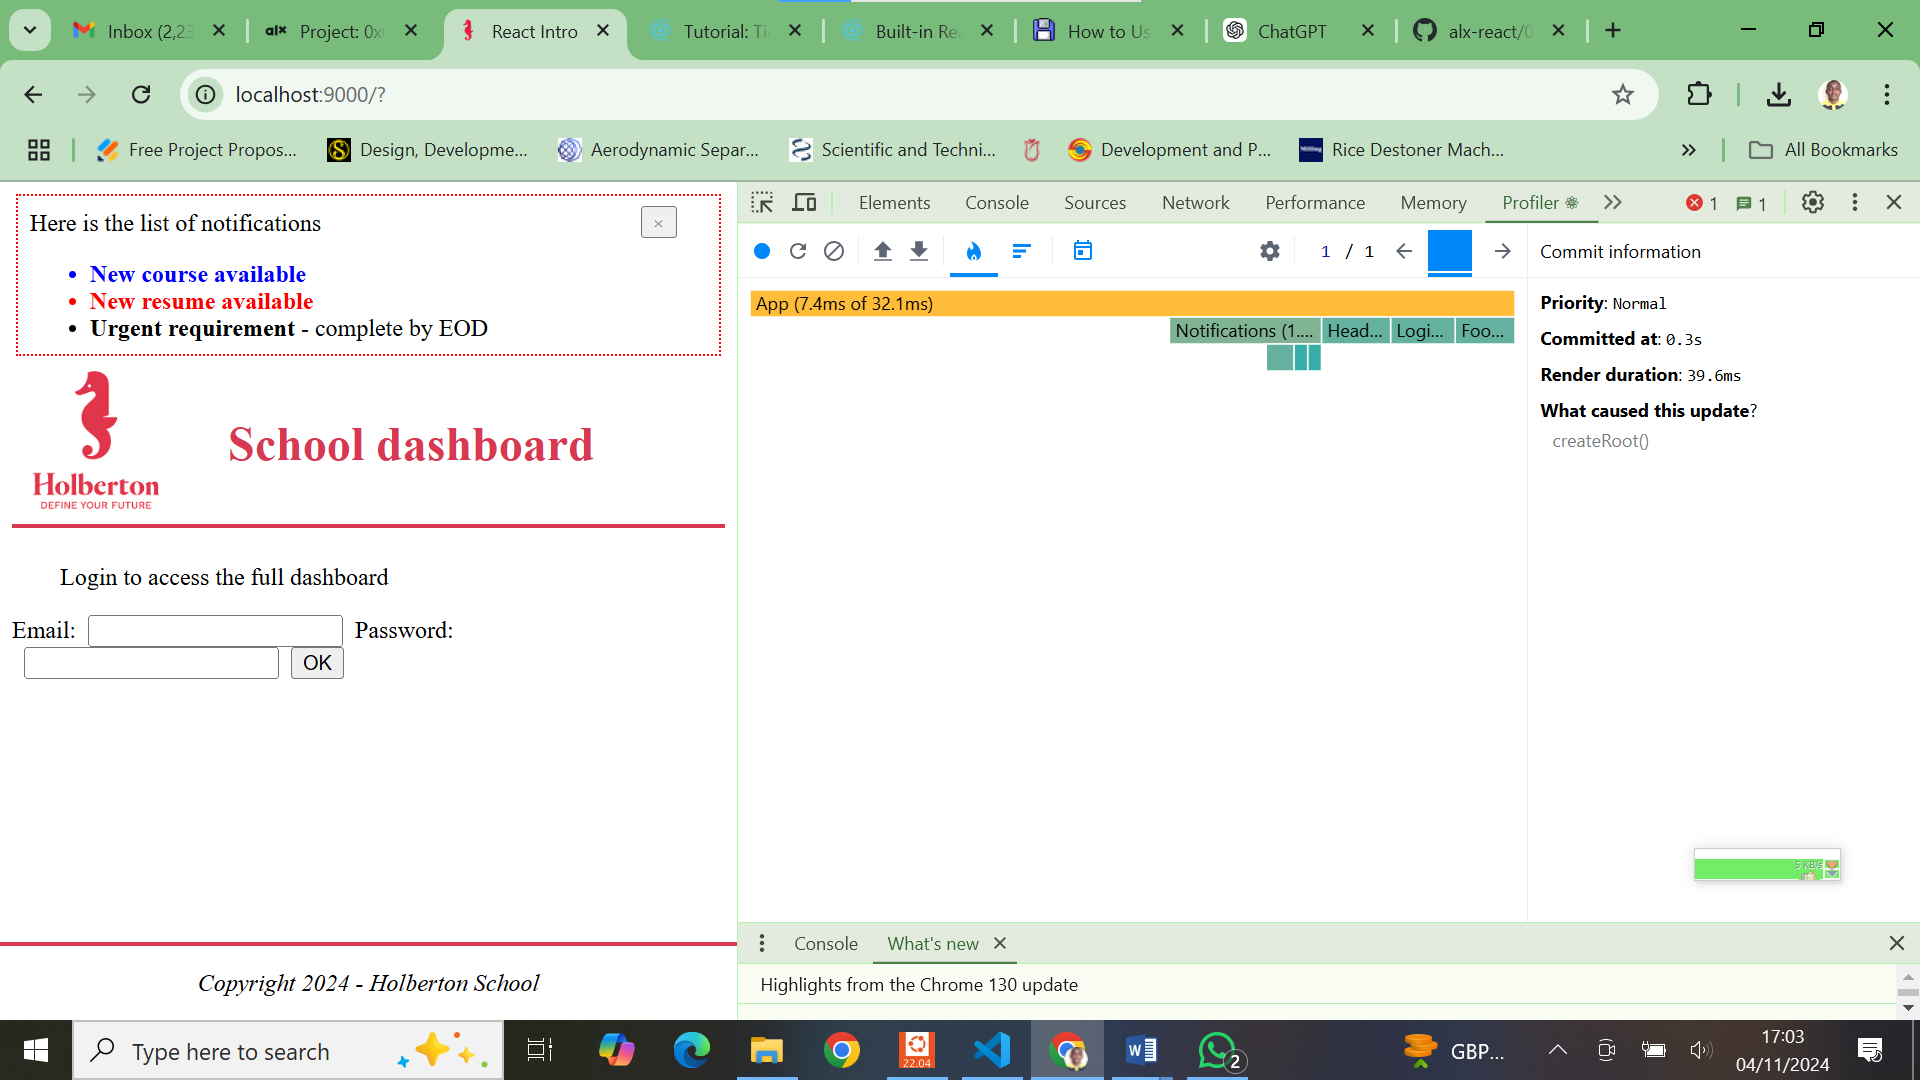 Inbox (2,23
alx Project: 0x0
React Intro
Tutorial: Ti
Built-in Rea
How to Us
ChatGPT
alx-react/0
localhost:9000/?
Free Project Propos...
Design, Developme...
Aerodynamic Separ...
Scientific and Techni...
Development and P...
Rice Destoner Mach...
All Bookmarks
Here is the list of notifications
×
New course available
New resume available
Urgent requirement - complete by EOD
Holberton
DEFINE YOUR FUTURE
School dashboard
Login to access the full dashboard
Email:
Password:
OK
Copyright 2024 - Holberton School
Elements
Console
Sources
Network
Performance
Memory
Profiler
1
1
1 / 1
App (7.4ms of 32.1ms)
Notifications (1....
Head...
Logi...
Foo...
Commit information
Priority: Normal
Committed at: 0.3s
Render duration: 39.6ms
What caused this update?
createRoot()
Console
What's new
Highlights from the Chrome 130 update
Type here to search
22.04
2
GBP...
17:03
04/11/2024